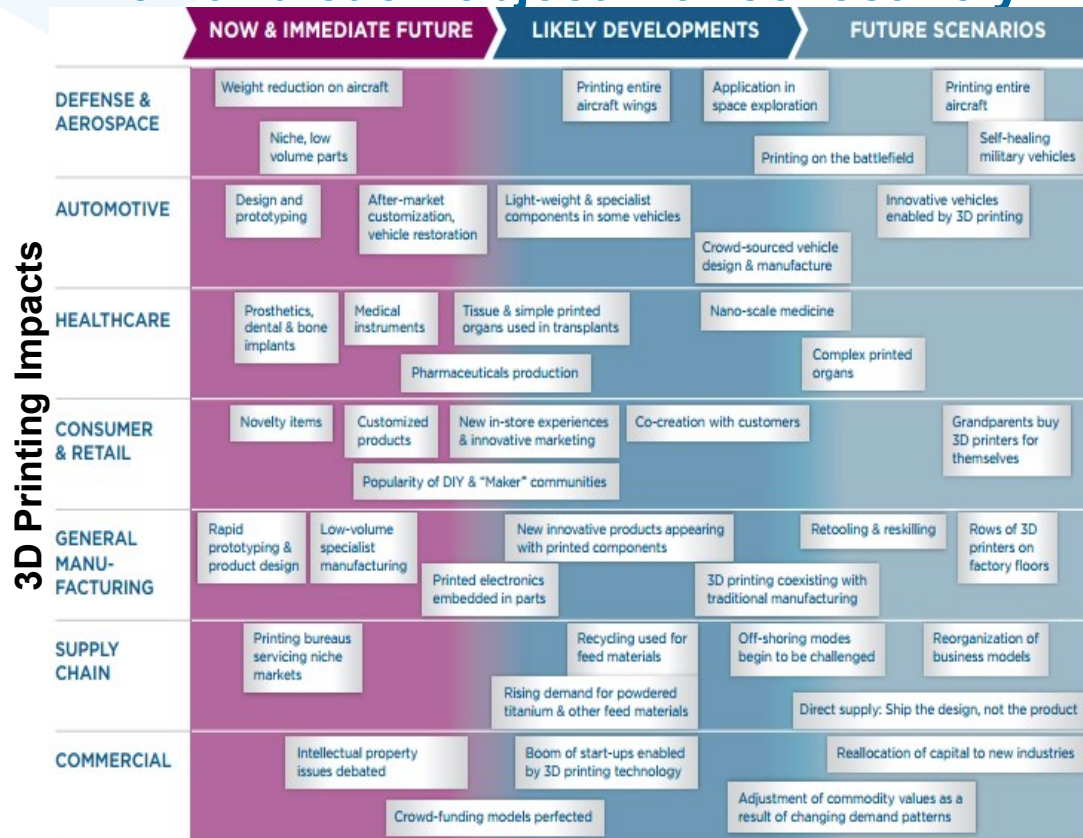 NOW & IMMEDIATE FUTURE
LIKELY DEVELOPMENTS
FUTURE SCENARIOS
3D Printing Impacts
DEFENSE &
AEROSPACE
Weight reduction on aircraft
Niche, low
volume parts
Printing entire
aircraft wings
Application in
space exploration
Printing on the battlefield
Printing entire
aircraft
Self-healing
military vehicles
AUTOMOTIVE
Design and
prototyping
After-market
customization,
vehicle restoration
Light-weight & specialist
components in some vehicles
Crowd-sourced vehicle
design & manufacture
Innovative vehicles
enabled by 3D printing
HEALTHCARE
Prosthetics,
dental & bone
implants
Medical
instruments
Tissue & simple printed
organs used in transplants
Pharmaceuticals production
Nano-scale medicine
Complex printed
organs
CONSUMER
& RETAIL
Novelty items
Customized
products
New in-store experiences
& innovative marketing
Popularity of DIY & "Maker" communities
Co-creation with customers
Grandparents buy
3D printers for
themselves
GENERAL
MANU-
FACTURING
Rapid
prototyping &
product design
Low-volume
specialist
manufacturing
Printed electronics
embedded in parts
New innovative products appearing
with printed components
3D printing coexisting with
traditional manufacturing
Retooling & reskilling
Rows of 3D
printers on
factory floors
SUPPLY
CHAIN
Printing bureaus
servicing niche
markets
Recycling used for
feed materials
Rising demand for powdered
titanium & other feed materials
Off-shoring modes
begin to be challenged
Reorganization of
business models
Direct supply: Ship the design, not the product
COMMERCIAL
Intellectual property
issues debated
Crowd-funding models perfected
Boom of start-ups enabled
by 3D printing technology
Adjustment of commodity values as a
result of changing demand patterns
Reallocation of capital to new industries